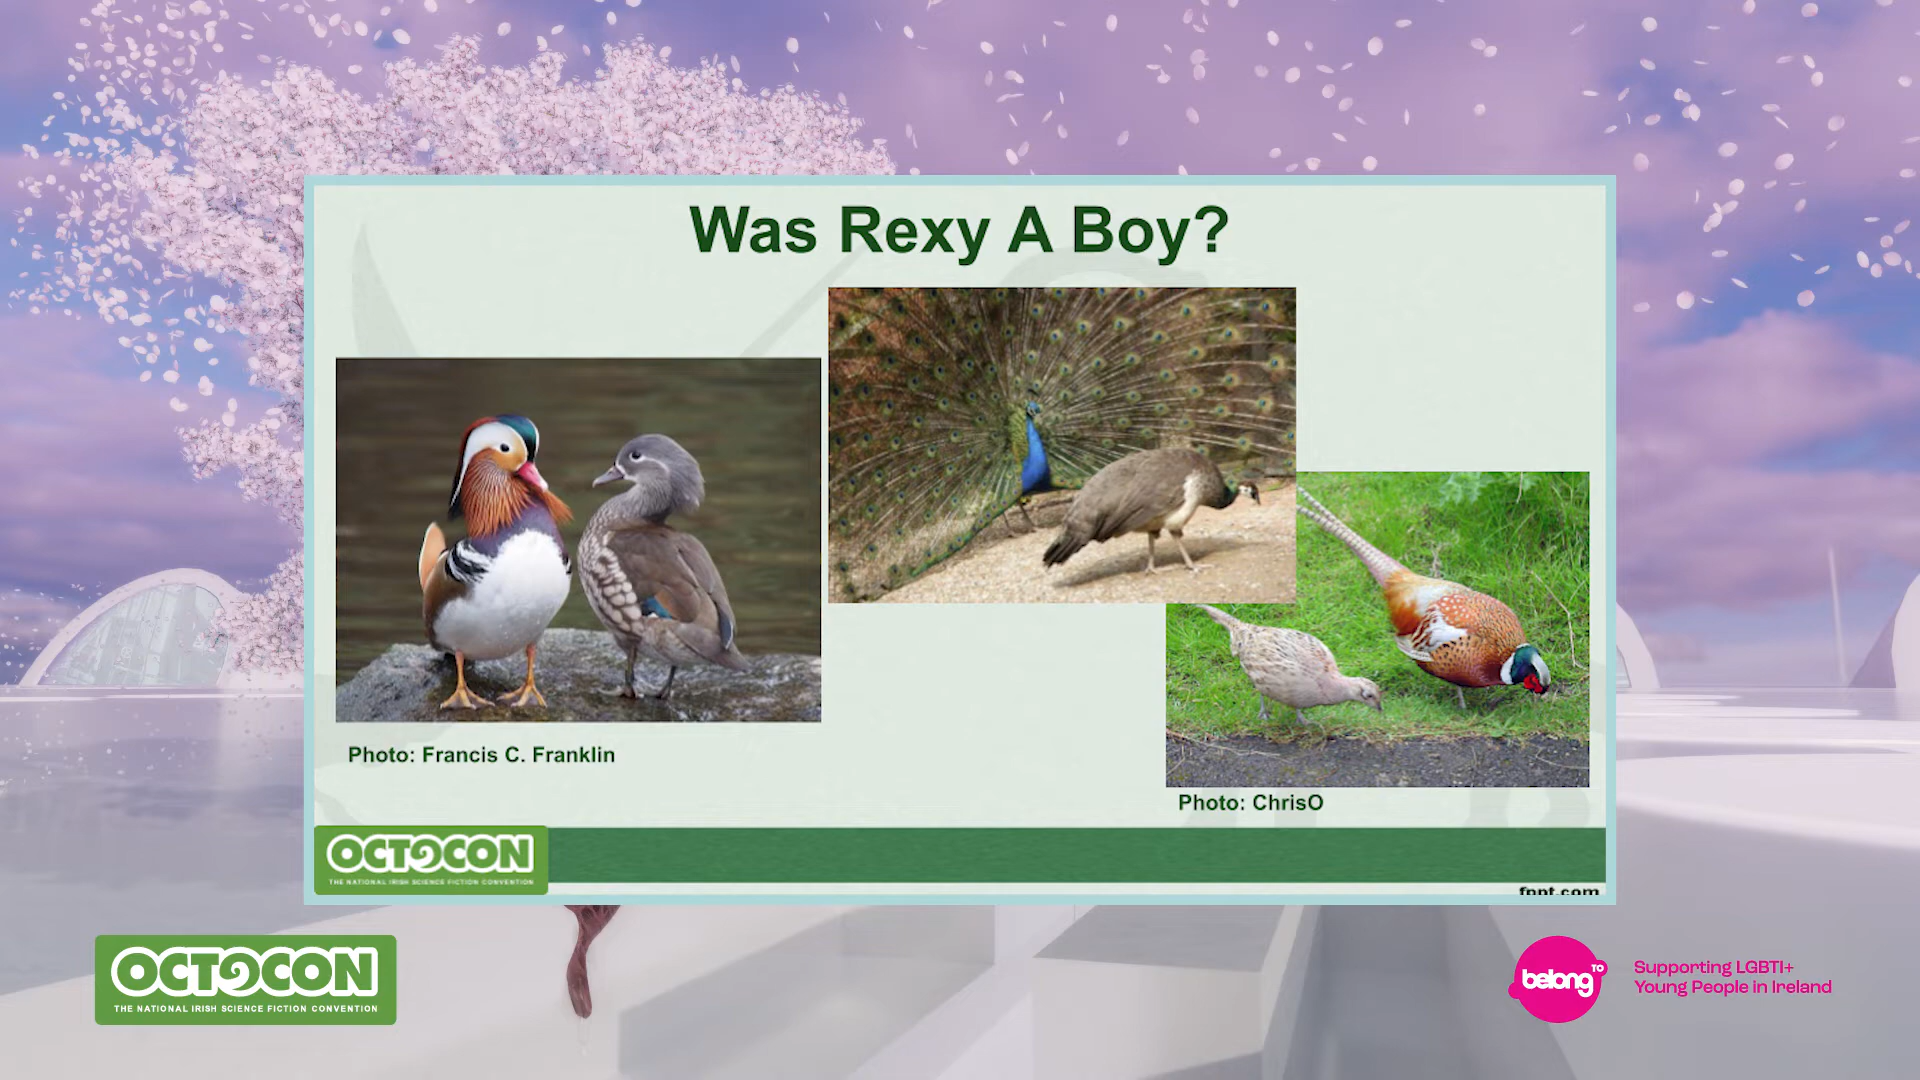 Was Rexy A Boy?
Photo: Francis C. Franklin
Photo: ChrisO
OCTOCON
THE NATIONAL IRISH SCIENCE FICTION CONVENTION
fppt.com
OCTOCON
THE NATIONAL IRISH SCIENCE FICTION CONVENTION
belong TO
Supporting LGBTI+
Young People in Ireland